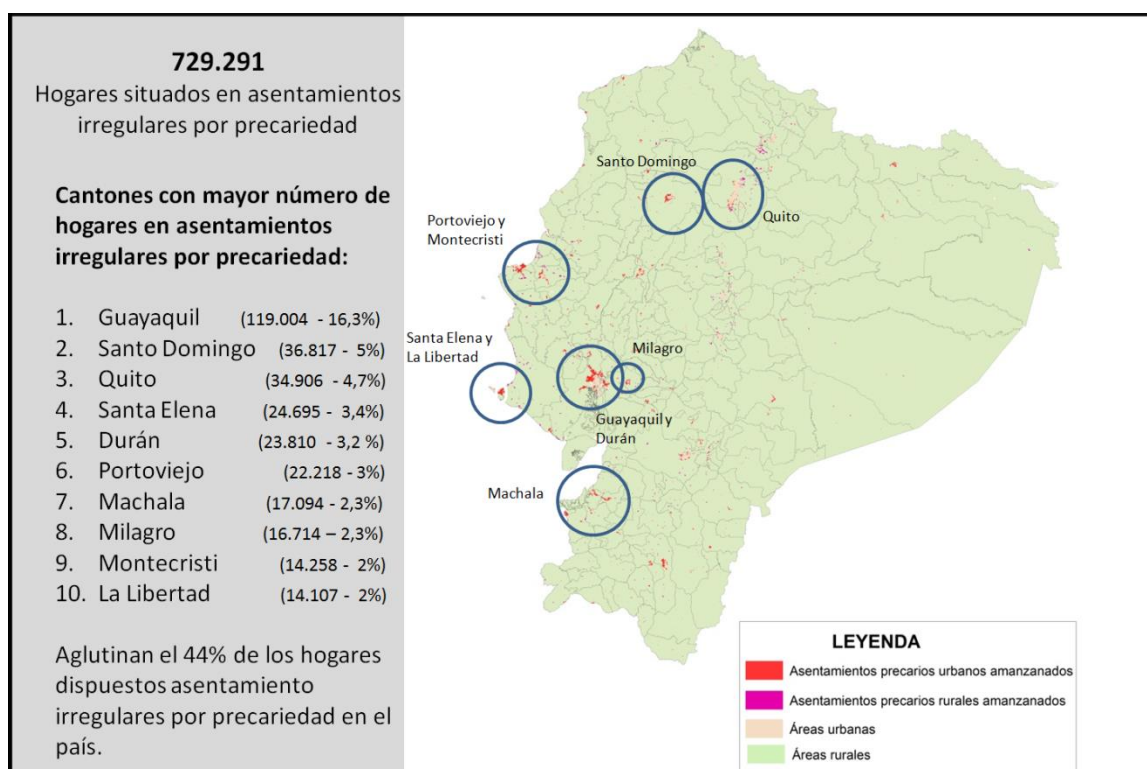 729.291
Hogares situados en asentamientos
irregulares por precariedad
Cantones con mayor número de
hogares en asentamientos
irregulares por precariedad:
1. Guayaquil (119.004 - 16,3%)
2. Santo Domingo (36.817 - 5%)
3. Quito (34.906 - 4,7%)
4. Santa Elena (24.695 - 3,4%)
5. Durán (23.810 - 3,2 %)
6. Portoviejo (22.218 - 3%)
7. Machala (17.094 - 2,3%)
8. Milagro (16.714 – 2,3%)
9. Montecristi (14.258 - 2%)
10. La Libertad (14.107 - 2%)
Aglutinan el 44% de los hogares
dispuestos asentamiento
irregulares por precariedad en el
país.
Santo Domingo
Quito
Portoviejo y
Montecristi
Santa Elena y
La Libertad
Milagro
Guayaquil y
Durán
Machala
LEYENDA
Asentamientos precarios urbanos amanzanados
Asentamientos precarios rurales amanzanados
Áreas urbanas
Áreas rurales